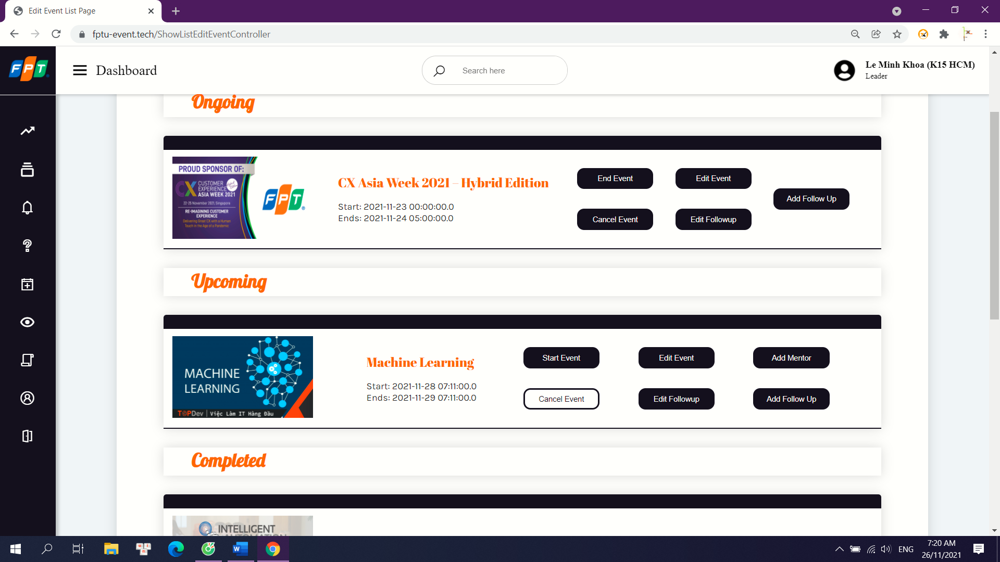 Edit Event List Page
fptu-event.tech/ShowListEditEventController
FPT
Dashboard
Search here
Le Minh Khoa (K15 HCM)
Leader
Ongoing
PROUD SPONSOR OF:
CX CUSTOMER
EXPERIENCE
ASIA WEEK 2021
22-25 November 2021, Singapore
RE-IMAGINING CUSTOMER
EXPERIENCE
Delivering Great CX with a Human
Touch in the Age of a Pandemic
FPT
CX Asia Week 2021 – Hybrid Edition
Start: 2021-11-23 00:00:00.0
Ends: 2021-11-24 05:00:00.0
End Event
Edit Event
Add Follow Up
Cancel Event
Edit Followup
Upcoming
MACHINE
LEARNING
TOPDev | Việc Làm IT Hàng Đầu
Machine Learning
Start: 2021-11-28 07:11:00.0
Ends: 2021-11-29 07:11:00.0
Start Event
Edit Event
Add Mentor
Cancel Event
Edit Followup
Add Follow Up
Completed
INTELLIGENT
AUTOMATION
ENG
7:20 AM
26/11/2021